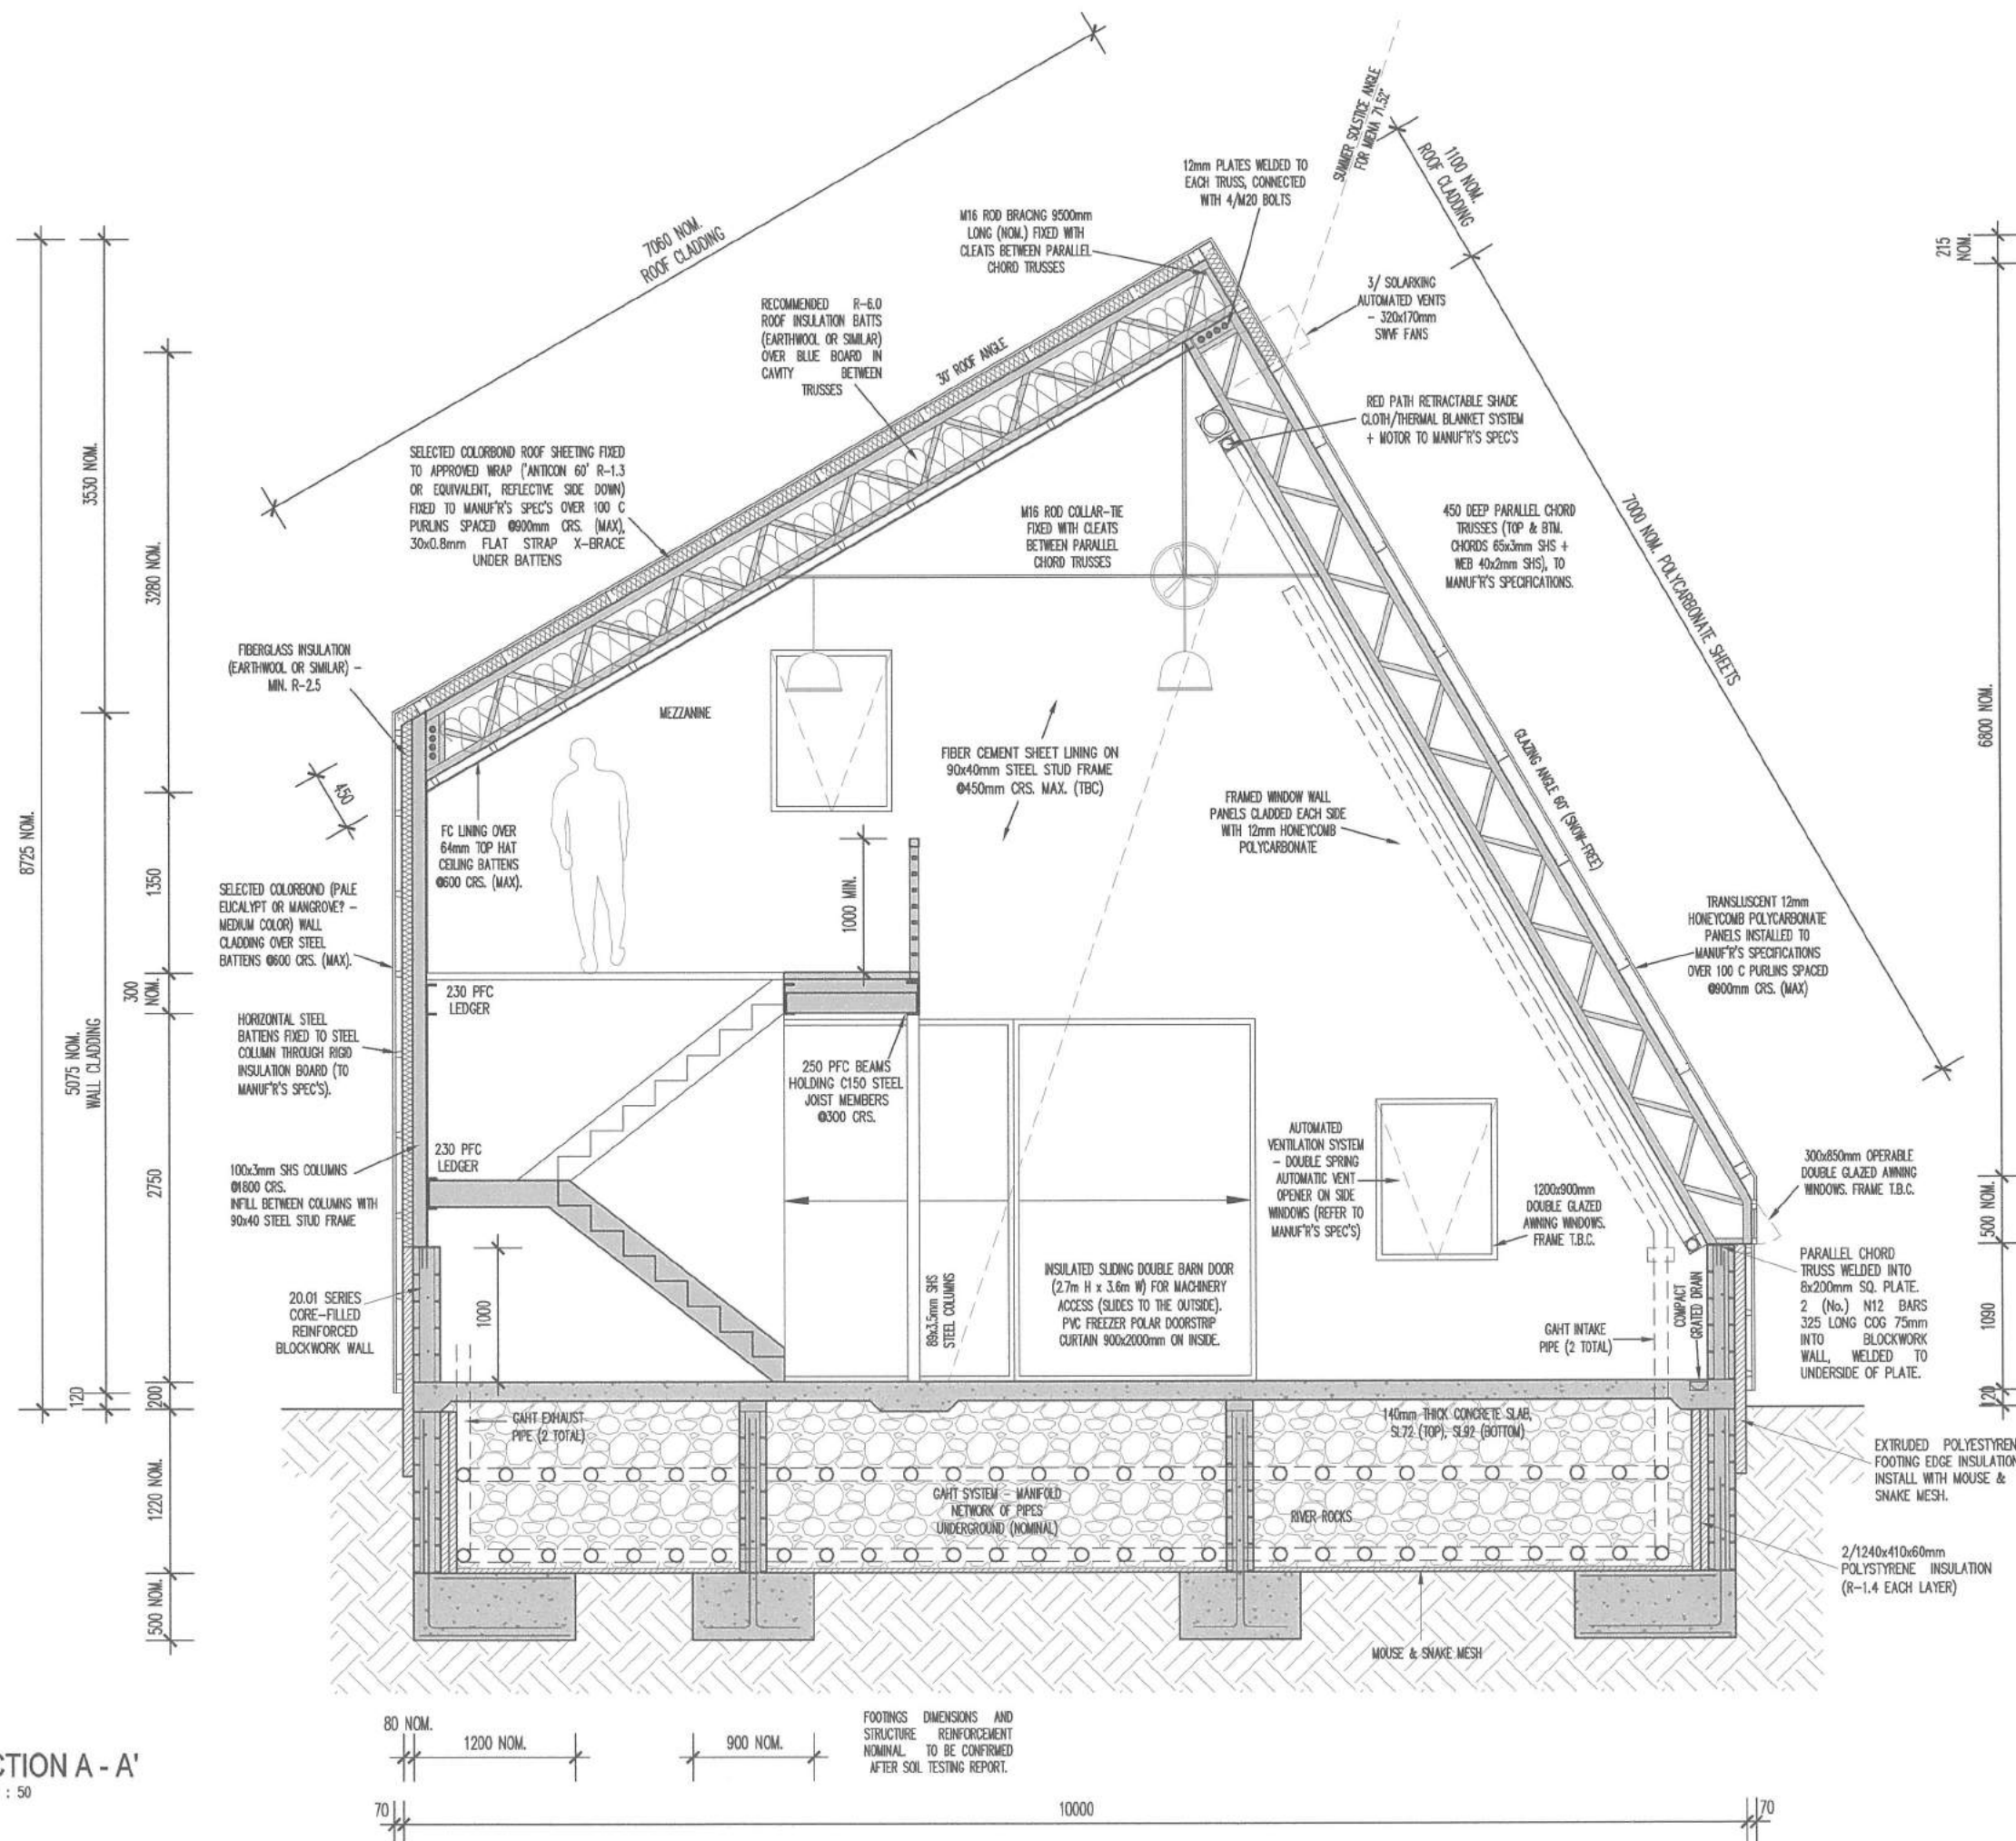 7060 NOM.
ROOF CLADDING
SUMMER SOLSTICE ANGLE
FOR MIENA 71.52°
1100 NOM.
ROOF CLADDING
12mm PLATES WELDED TO
EACH TRUSS, CONNECTED
WITH 4/M20 BOLTS
M16 ROD BRACING 9500mm
LONG (NOM.) FIXED WITH
CLEATS BETWEEN PARALLEL
CHORD TRUSSES
215
NOM.
3/ SOLARKING
AUTOMATED VENTS
- 320x170mm
SWVF FANS
RECOMMENDED R-6.0
ROOF INSULATION BATTS
(EARTHWOOL OR SIMILAR)
OVER BLUE BOARD IN
CAVITY BETWEEN
TRUSSES
30° ROOF ANGLE
RED PATH RETRACTABLE SHADE
CLOTH/THERMAL BLANKET SYSTEM
+ MOTOR TO MANUF'R'S SPEC'S
SELECTED COLORBOND ROOF SHEETING FIXED
TO APPROVED WRAP ('ANTICON 60' R-1.3
OR EQUIVALENT, REFLECTIVE SIDE DOWN)
FIXED TO MANUF'R'S SPEC'S OVER 100 C
PURLINS SPACED @900mm CRS. (MAX),
30x0.8mm FLAT STRAP X-BRACE
UNDER BATTENS
3530 NOM.
3280 NOM.
M16 ROD COLLAR-TIE
FIXED WITH CLEATS
BETWEEN PARALLEL
CHORD TRUSSES
450 DEEP PARALLEL CHORD
TRUSSES (TOP & BTM.
CHORDS 65x3mm SHS +
WEB 40x2mm SHS), TO
MANUF'R'S SPECIFICATIONS.
7000 NOM. POLYCARBONATE SHEETS
FIBERGLASS INSULATION
(EARTHWOOL OR SIMILAR) -
MIN. R-2.5
MEZZANINE
6800 NOM.
FIBER CEMENT SHEET LINING ON
90x40mm STEEL STUD FRAME
@450mm CRS. MAX. (TBC)
GLAZING ANGLE 60° (SNOW-FREE)
450
8725 NOM.
FRAMED WINDOW WALL
PANELS CLADDED EACH SIDE
WITH 12mm HONEYCOMB
POLYCARBONATE
FC LINING OVER
64mm TOP HAT
CEILING BATTENS
@600 CRS. (MAX).
1350
1000 MIN.
SELECTED COLORBOND (PALE
EUCALYPT OR MANGROVE? -
MEDIUM COLOR) WALL
CLADDING OVER STEEL
BATTENS @600 CRS. (MAX).
TRANSLUSCENT 12mm
HONEYCOMB POLYCARBONATE
PANELS INSTALLED TO
MANUF'R'S SPECIFICATIONS
OVER 100 C PURLINS SPACED
@900mm CRS. (MAX)
300
NOM.
230 PFC
LEDGER
HORIZONTAL STEEL
BATTENS FIXED TO STEEL
COLUMN THROUGH RIGID
INSULATION BOARD (TO
MANUF'R'S SPEC'S).
5075 NOM.
WALL CLADDING
250 PFC BEAMS
HOLDING C150 STEEL
JOIST MEMBERS
@300 CRS.
AUTOMATED
VENTILATION SYSTEM
- DOUBLE SPRING
AUTOMATIC VENT
OPENER ON SIDE
WINDOWS (REFER TO
MANUF'R'S SPEC'S)
230 PFC
LEDGER
100x3mm SHS COLUMNS
@1800 CRS.
INFILL BETWEEN COLUMNS WITH
90x40 STEEL STUD FRAME
2750
1200x900mm
DOUBLE GLAZED
AWNING WINDOWS.
FRAME T.B.C.
300x850mm OPERABLE
DOUBLE GLAZED AWNING
WINDOWS. FRAME T.B.C.
500 NOM.
INSULATED SLIDING DOUBLE BARN DOOR
(2.7m H x 3.6m W) FOR MACHINERY
ACCESS (SLIDES TO THE OUTSIDE).
PVC FREEZER POLAR DOORSTRIP
CURTAIN 900x2000mm ON INSIDE.
PARALLEL CHORD
TRUSS WELDED INTO
8x200mm SQ. PLATE.
2 (No.) N12 BARS
325 LONG COG 75mm
INTO BLOCKWORK
WALL, WELDED TO
UNDERSIDE OF PLATE.
20.01 SERIES
CORE-FILLED
REINFORCED
BLOCKWORK WALL
1000
89x3.5mm SHS
STEEL COLUMNS
GAHT INTAKE
PIPE (2 TOTAL)
COMPACT
GRATED DRAIN
1090
120
200
120
GAHT EXHAUST
PIPE (2 TOTAL)
140mm THICK CONCRETE SLAB,
SL72 (TOP), SL92 (BOTTOM)
EXTRUDED POLYESTYREN
FOOTING EDGE INSULATION
INSTALL WITH MOUSE &
SNAKE MESH.
1220 NOM.
GAHT SYSTEM - MANIFOLD
NETWORK OF PIPES
UNDERGROUND (NOMINAL)
RIVER ROCKS
2/1240x410x60mm
POLYSTYRENE INSULATION
(R-1.4 EACH LAYER)
500 NOM.
MOUSE & SNAKE MESH
80 NOM.
1200 NOM.
900 NOM.
FOOTINGS DIMENSIONS AND
STRUCTURE REINFORCEMENT
NOMINAL. TO BE CONFIRMED
AFTER SOIL TESTING REPORT.
CTION A - A'
: 50
70
10000
70